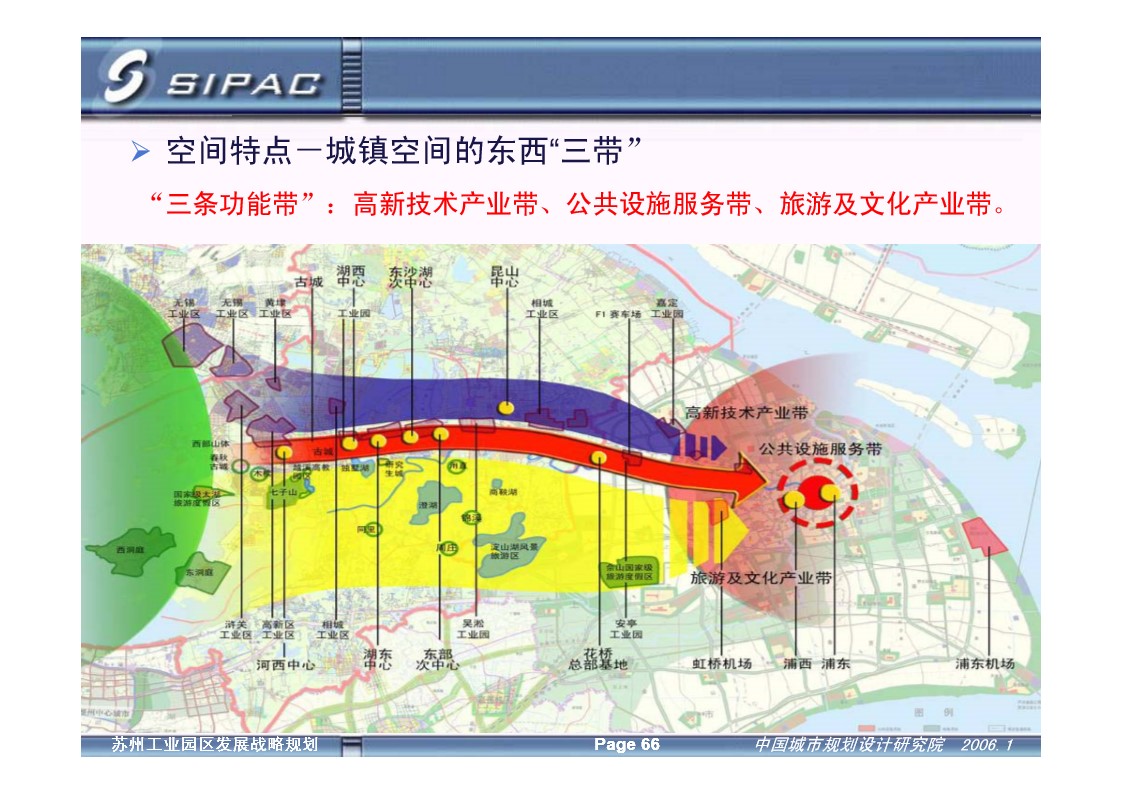 SIPAC
空间特点－城镇空间的东西“三带”
“三条功能带”：高新技术产业带、公共设施服务带、旅游及文化产业带。
古城
湖西
中心
东沙湖
次中心
昆山
中心
无锡
工业区
无锡
工业区
黄埭
工业区
工业园
相城
工业区
F1 赛车场
嘉定
工业园
高新技术产业带
公共设施服务带
西部山体
春秋
古城
木渎
古城
独墅湖
研究
生城
甪直
国家级太湖
旅游度假区
七子山
澄湖
商鞅湖
锦溪
周庄
淀山湖风景
旅游区
西洞庭
东洞庭
佘山国家级
旅游度假区
旅游及文化产业带
浒关
工业区
高新区
工业区
相城
工业区
吴淞
工业园
安亭
工业园
河西中心
湖东
中心
东部
次中心
花桥
总部基地
虹桥机场
浦西
浦东
浦东机场
图 例
苏州工业园区发展战略规划
Page 66
中国城市规划设计研究院 2006.1